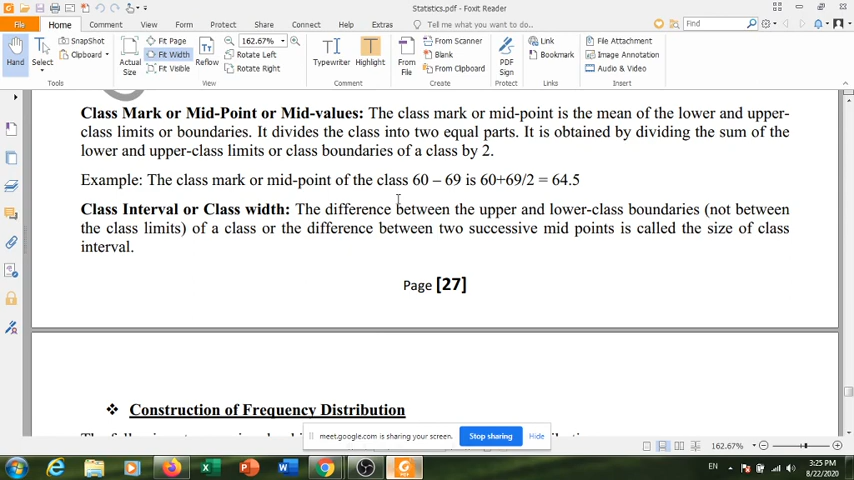 Statistics.pdf - Foxit Reader
File Home Comment View Form Protect Share Connect Help Extras Tell me what you want to do... Find
Hand
Select
SnapShot
Clipboard
Tools
Actual Size
Fit Page
Fit Width
Fit Visible
Reflow
162.67%
Rotate Left
Rotate Right
View
Typewriter
Highlight
Comment
From File
From Scanner
Blank
From Clipboard
Create
PDF Sign
Protect
Link
Bookmark
Links
File Attachment
Image Annotation
Audio & Video
Insert
Class Mark or Mid-Point or Mid-values: The class mark or mid-point is the mean of the lower and upper-
class limits or boundaries. It divides the class into two equal parts. It is obtained by dividing the sum of the
lower and upper-class limits or class boundaries of a class by 2.
Example: The class mark or mid-point of the class 60 – 69 is 60+69/2 = 64.5
Class Interval or Class width: The difference between the upper and lower-class boundaries (not between
the class limits) of a class or the difference between two successive mid points is called the size of class
interval.
Page [27]
❖ Construction of Frequency Distribution
meet.google.com is sharing your screen. Stop sharing Hide
162.67%
EN
3:25 PM
8/22/2020